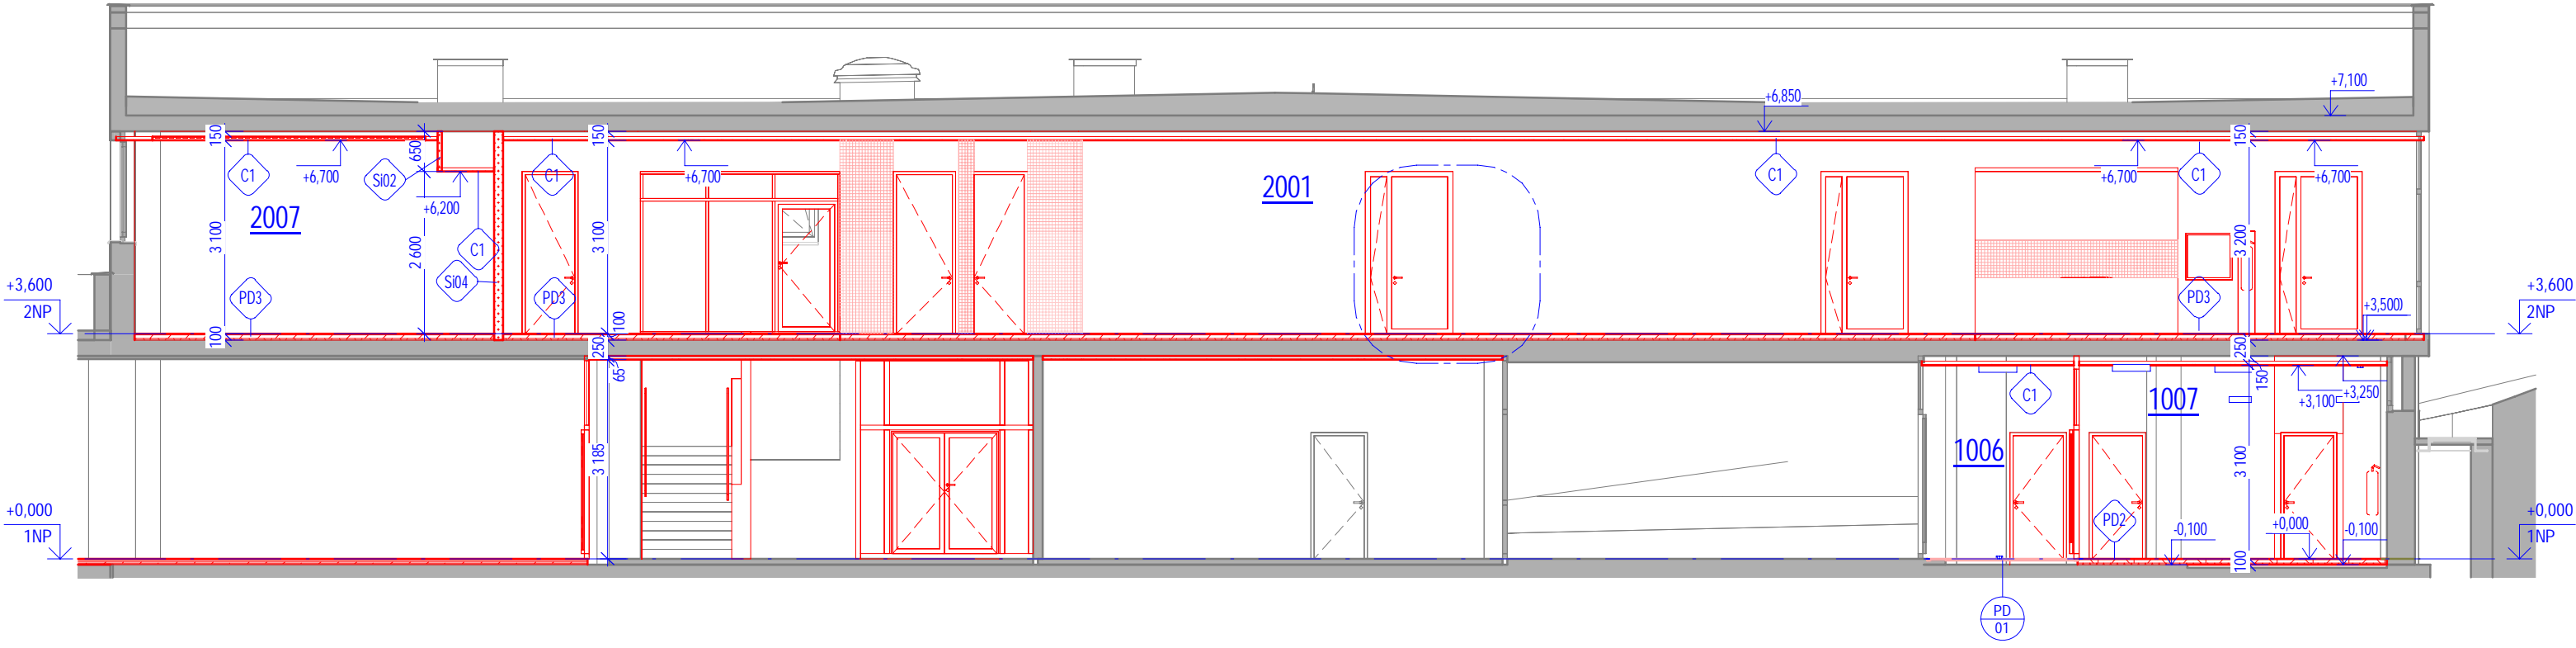 +7,100
+6,850
150
150
150
650
C1
Si02
C1
C1
C1
+6,700
+6,700
+6,700
+6,700
+6,200
2007
2001
3 100
2 600
3 100
3 200
C1
Si04
PD3
PD3
PD3
+3,600
2NP
+3,600
2NP
+3,500
100
100
250
250
65
150
C1
1007
+3,100
+3,250
1006
3 185
3 100
+0,000
1NP
+0,000
1NP
PD2
-0,100
+0,000
-0,100
100
PD
01